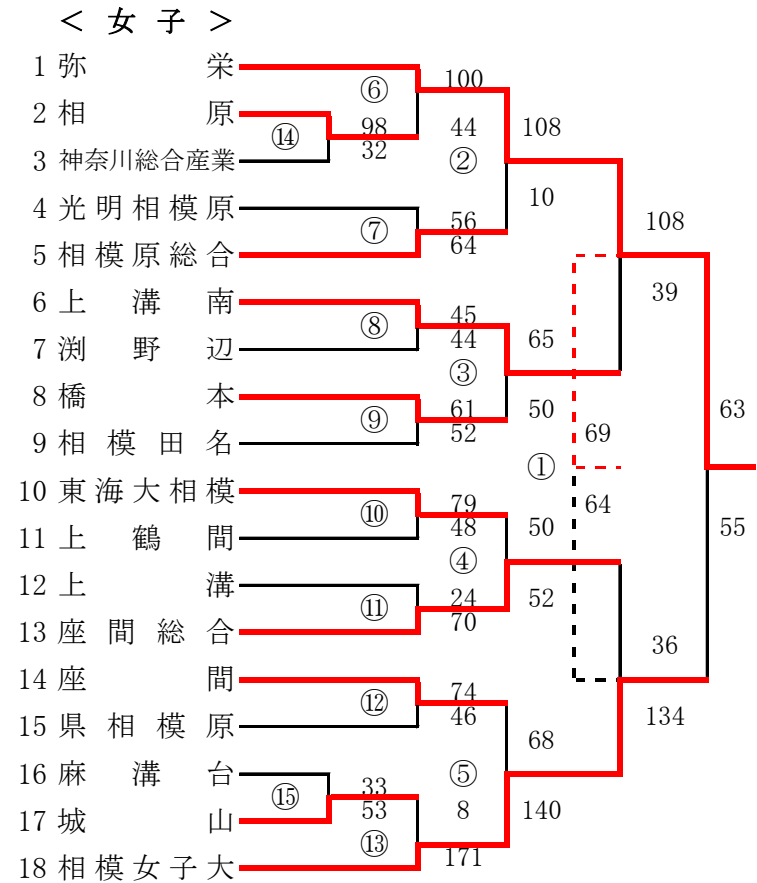 ＜ 女 子 ＞
1 弥栄
100
⑥
2 相原
98
44
108
⑭
32
②
3 神奈川総合産業
4 光明相模原
10
56
108
⑦
5 相模原総合
64
39
6 上溝南
45
65
⑧
44
7 渕野辺
③
8 橋本
61
50
63
⑨
52
69
9 相模田名
①
10 東海大相模
79
64
⑩
48
50
55
11 上鶴間
④
12 上溝
24
52
⑪
70
13 座間総合
36
14 座間
74
⑫
46
134
15 県相模原
68
16 麻溝台
⑤
33
⑮
53
8
140
17 城山
⑬
171
18 相模女子大